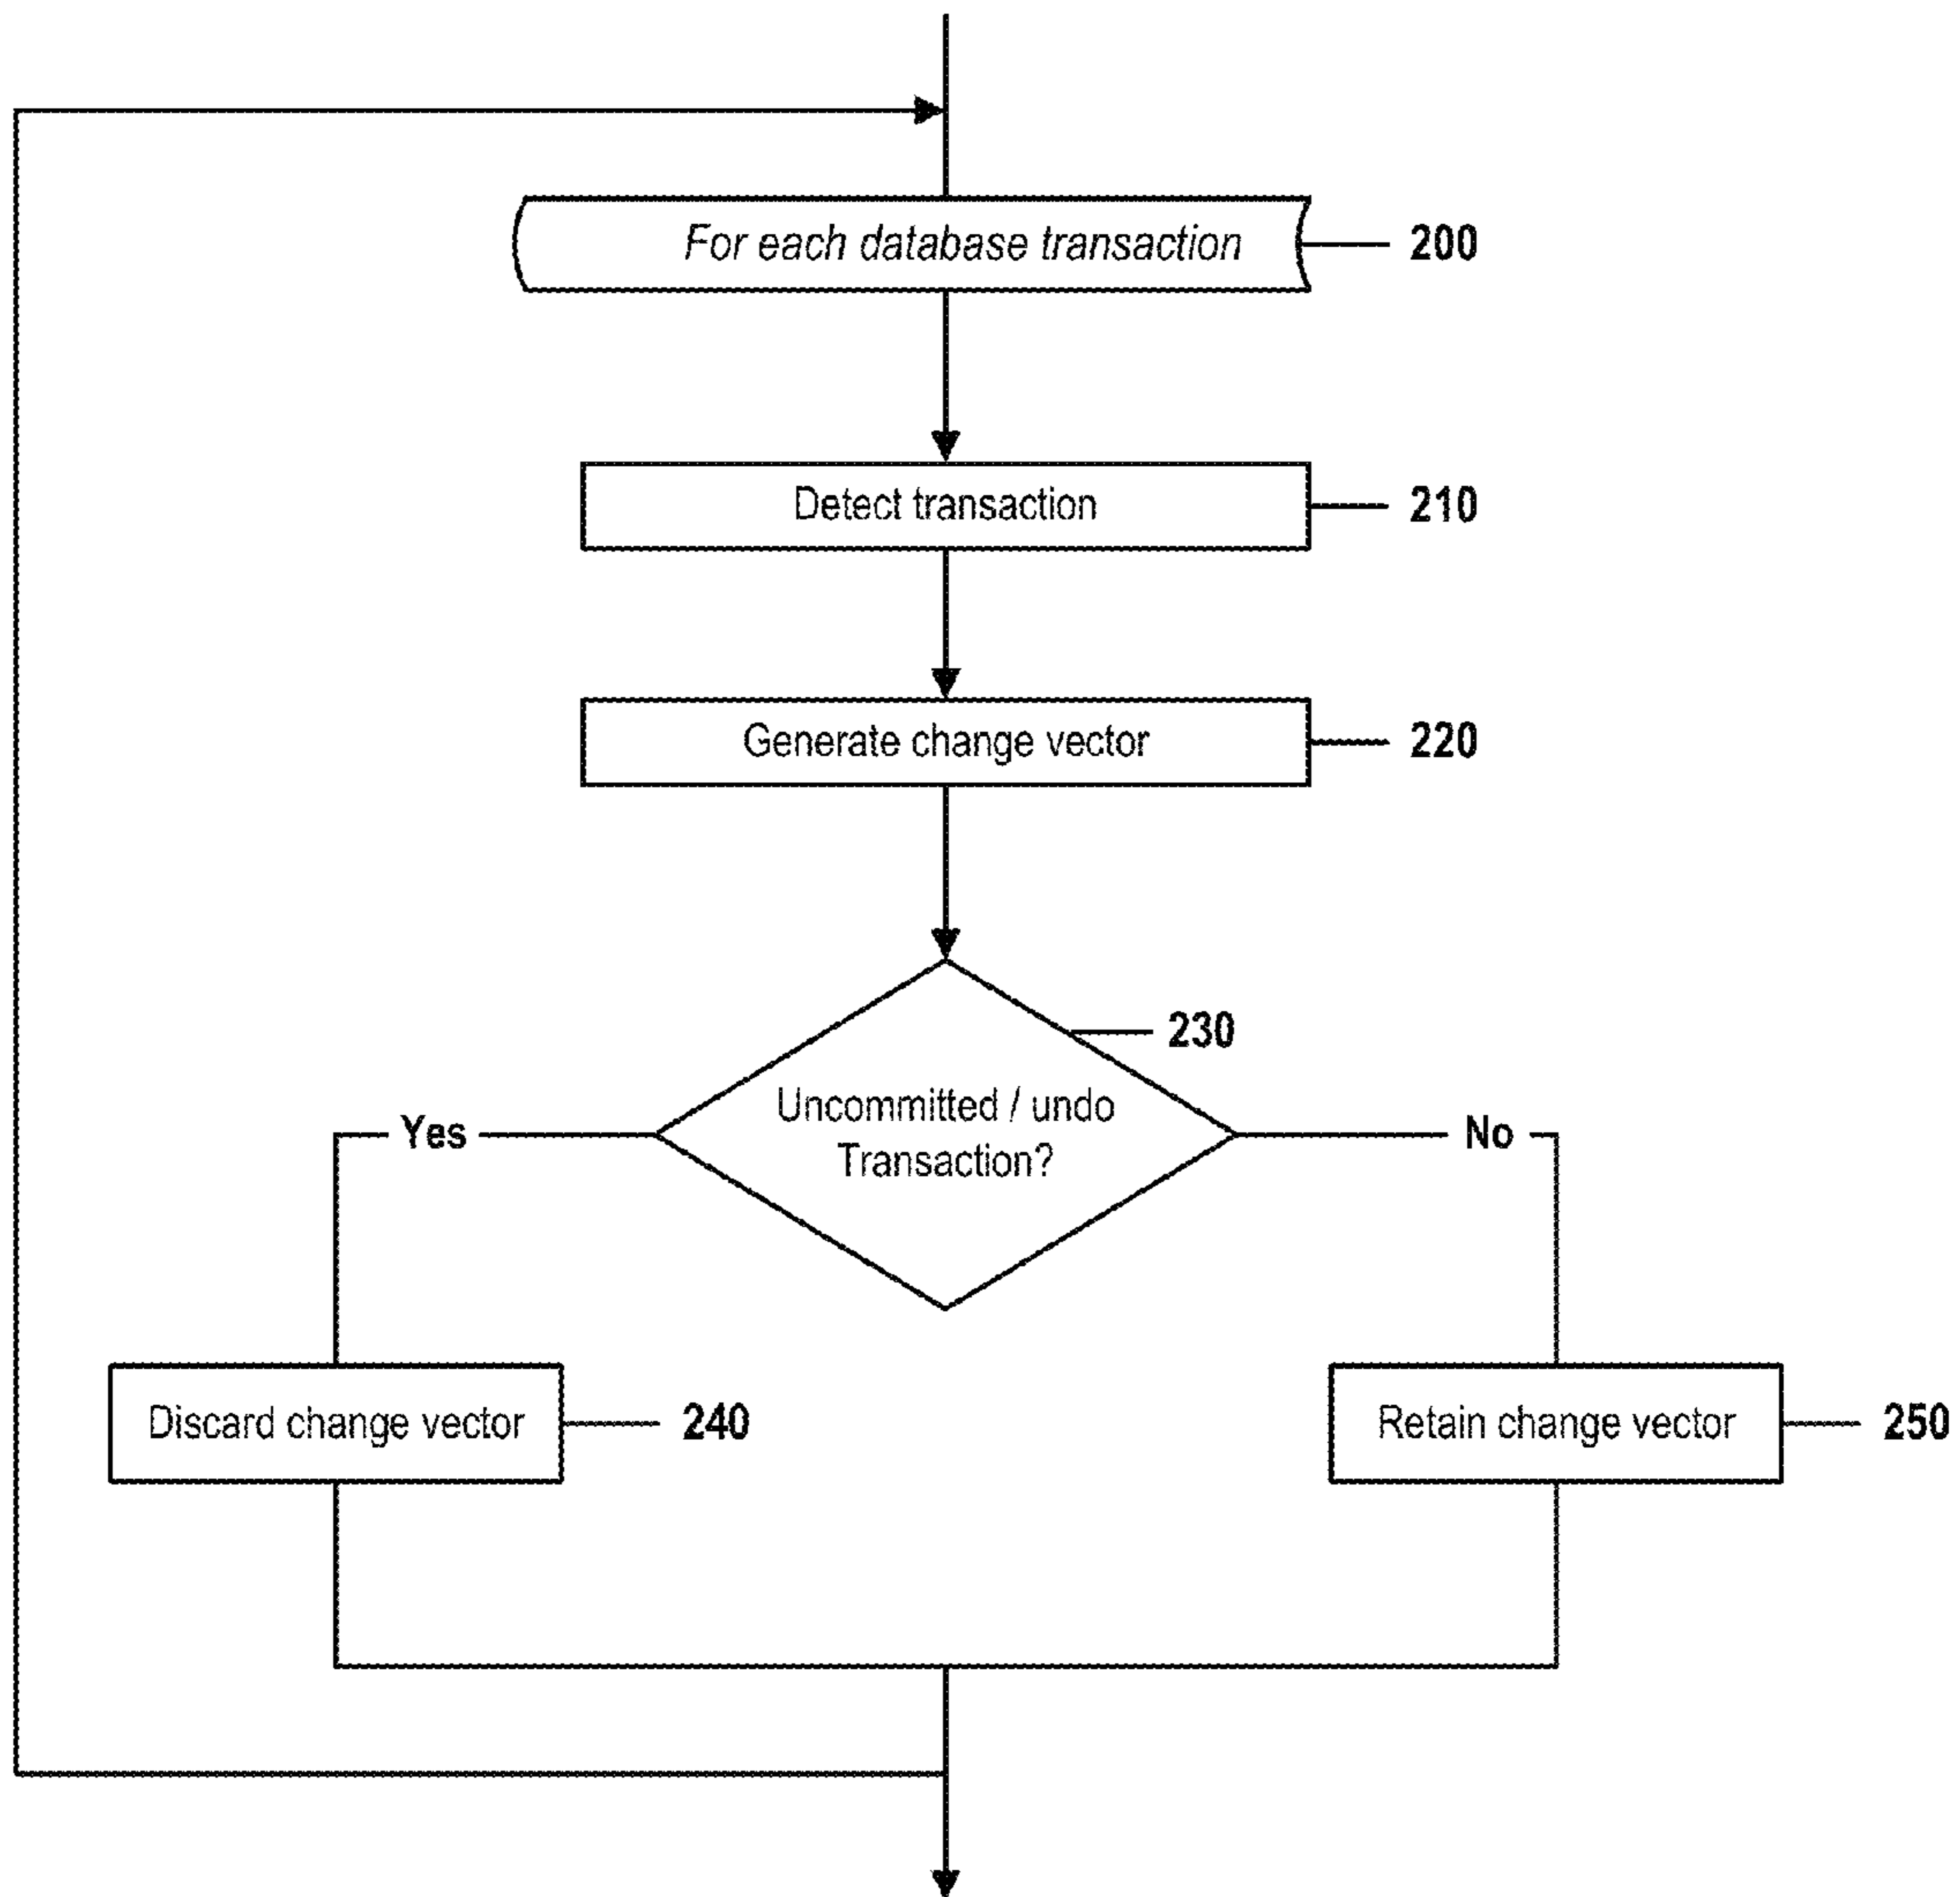 For each database transaction
200
Detect transaction
210
Generate change vector
220
230
Uncommitted / undo
Transaction?
Yes
No
Discard change vector
240
Retain change vector
250